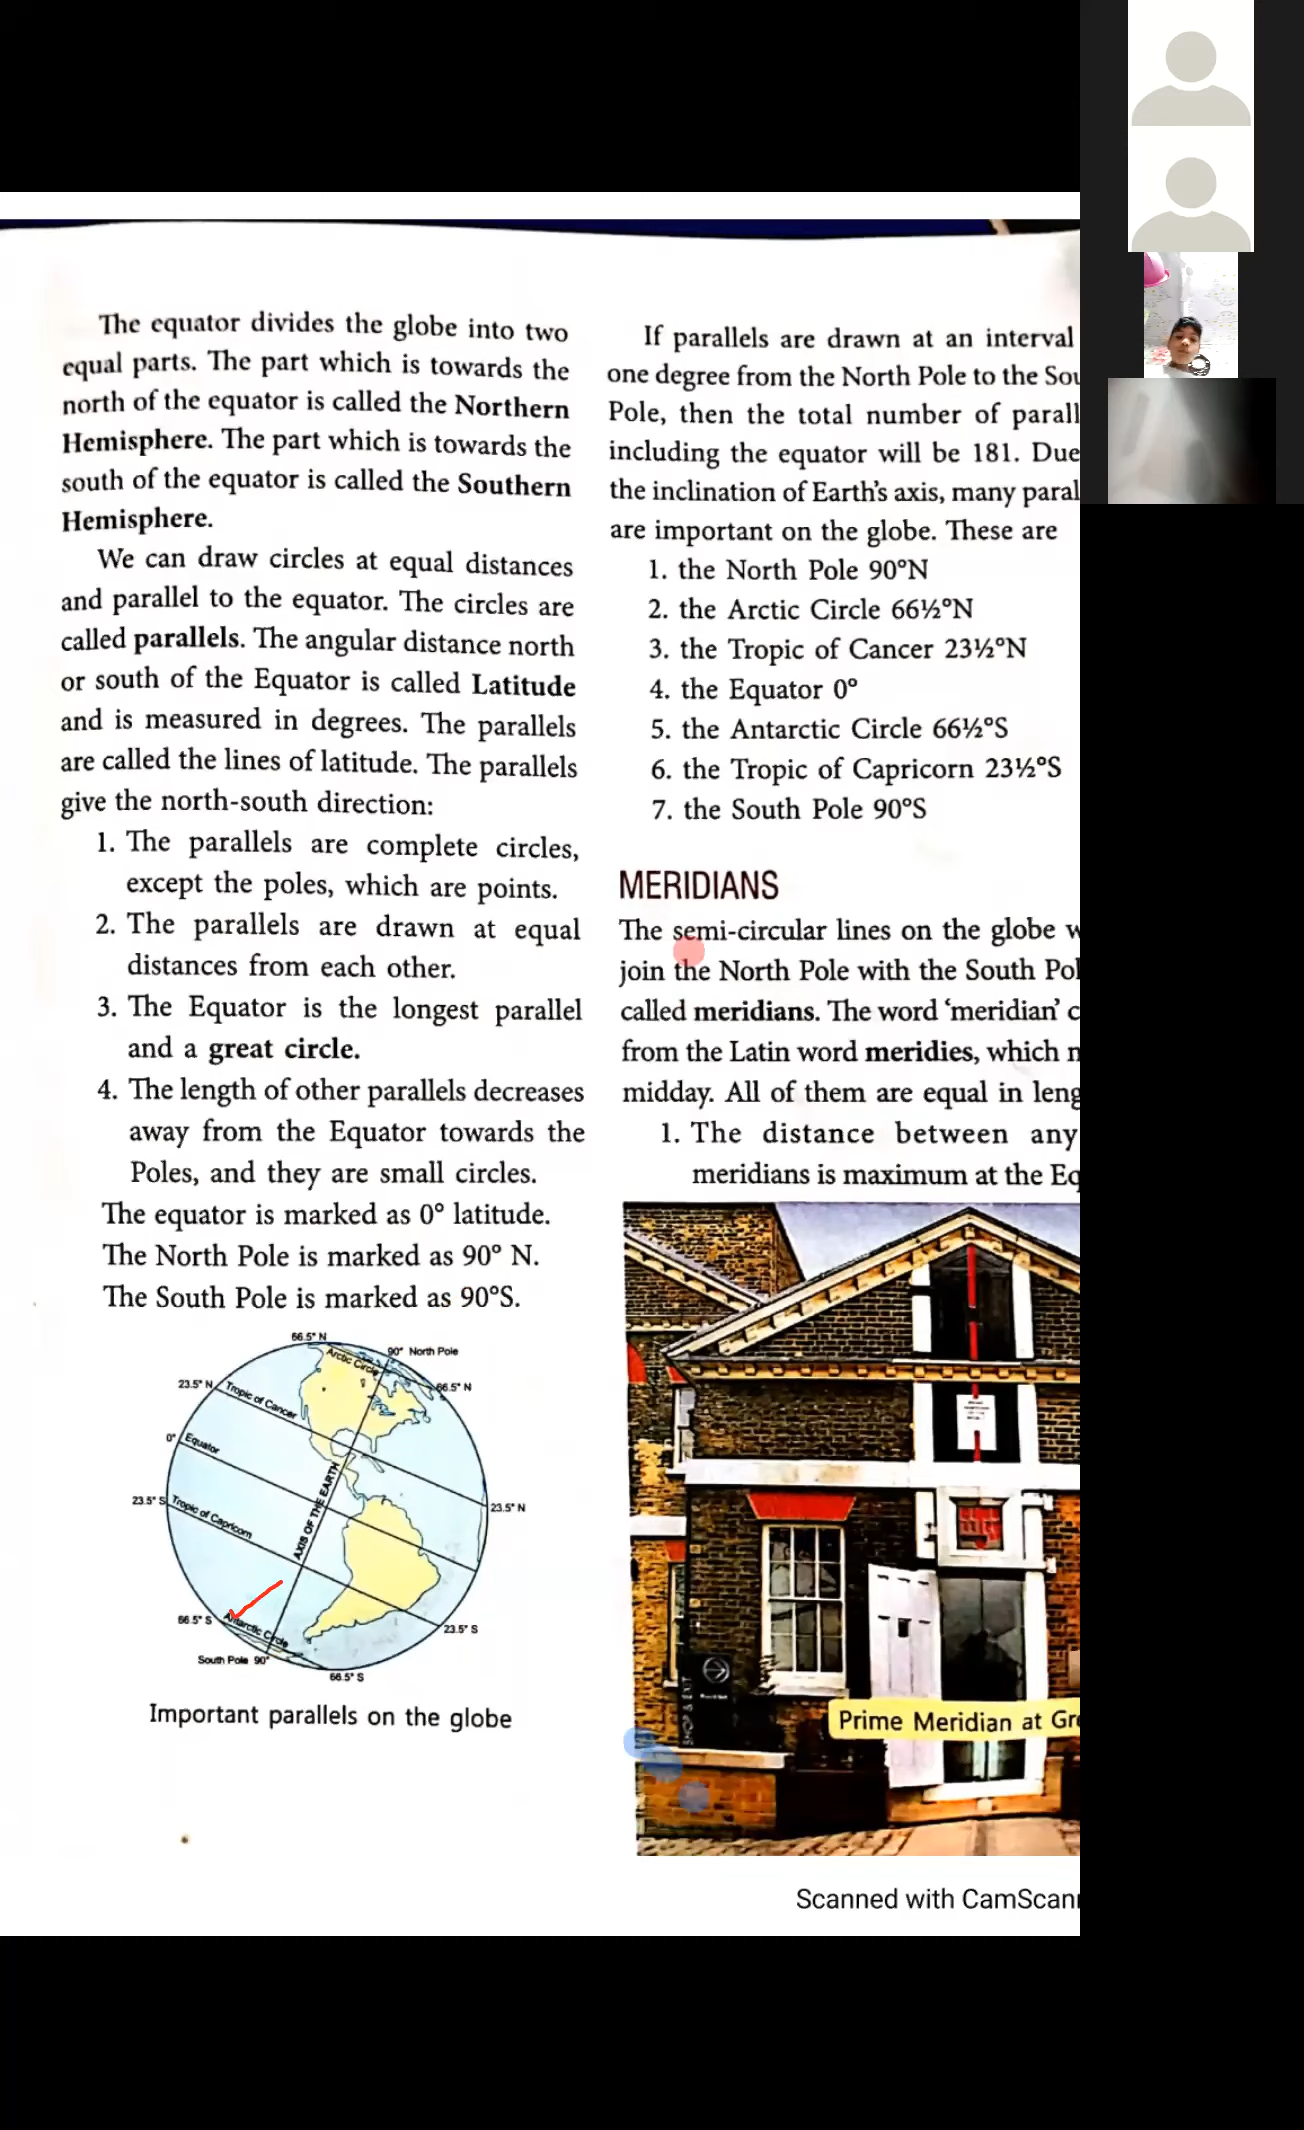 The equator divides the globe into two
equal parts. The part which is towards the
north of the equator is called the Northern
Hemisphere. The part which is towards the
south of the equator is called the Southern
Hemisphere.
We can draw circles at equal distances
and parallel to the equator. The circles are
called parallels. The angular distance north
or south of the Equator is called Latitude
and is measured in degrees. The parallels
are called the lines of latitude. The parallels
give the north-south direction:
1. The parallels are complete circles,
except the poles, which are points.
2. The parallels are drawn at equal
distances from each other.
3. The Equator is the longest parallel
and a great circle.
4. The length of other parallels decreases
away from the Equator towards the
Poles, and they are small circles.
The equator is marked as 0° latitude.
The North Pole is marked as 90° N.
The South Pole is marked as 90°S.
66.5° N
Arctic Circle
90° North Pole
66.5° N
23.5° N
Tropic of Cancer
0°
Equator
AXIS OF THE EARTH
23.5° S
Tropic of Capricorn
23.5° N
66.5° S
Antarctic Circle
23.5° S
South Pole 90°
66.5° S
Important parallels on the globe
If parallels are drawn at an interval
one degree from the North Pole to the Sou
Pole, then the total number of parall
including the equator will be 181. Due
the inclination of Earth's axis, many paral
are important on the globe. These are
1. the North Pole 90°N
2. the Arctic Circle 66½°N
3. the Tropic of Cancer 23½°N
4. the Equator 0°
5. the Antarctic Circle 66½°S
6. the Tropic of Capricorn 23½°S
7. the South Pole 90°S
MERIDIANS
The semi-circular lines on the globe w
join the North Pole with the South Pol
called meridians. The word 'meridian' c
from the Latin word meridies, which
midday. All of them are equal in leng
1. The distance between any
meridians is maximum at the Eq
SHOP & EXIT
Prime Meridian at Gre
Scanned with CamScan